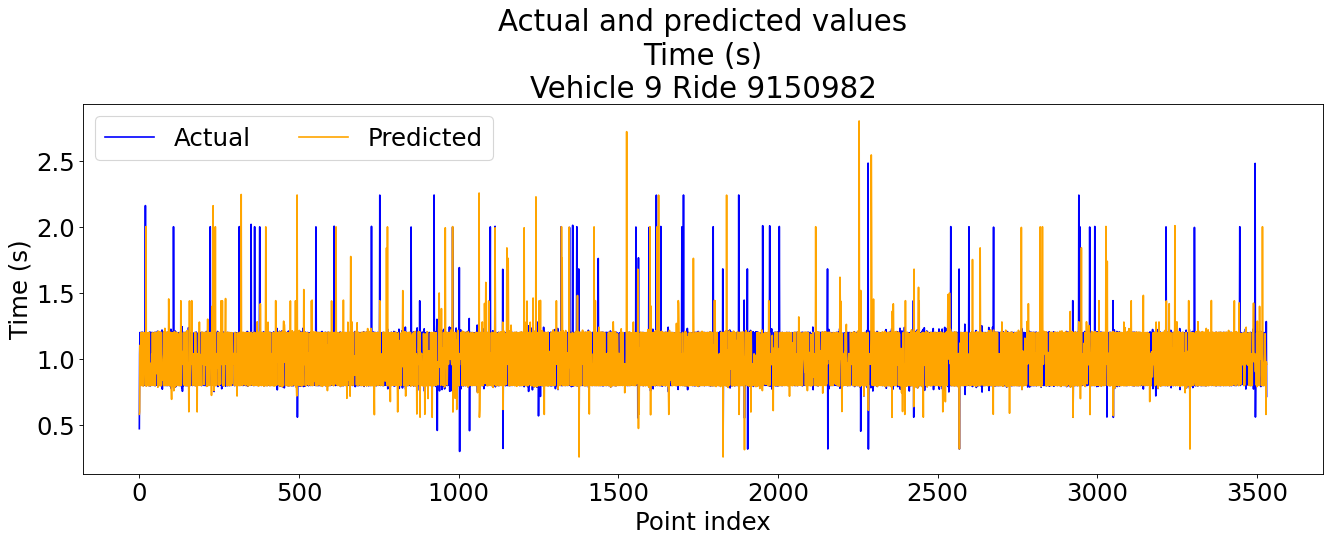 Actual and predicted values
Time (s)
Vehicle 9 Ride 9150982
Actual
Predicted
Time (s)
2.5
2.0
1.5
1.0
0.5
0
500
1000
1500
2000
2500
3000
3500
Point index